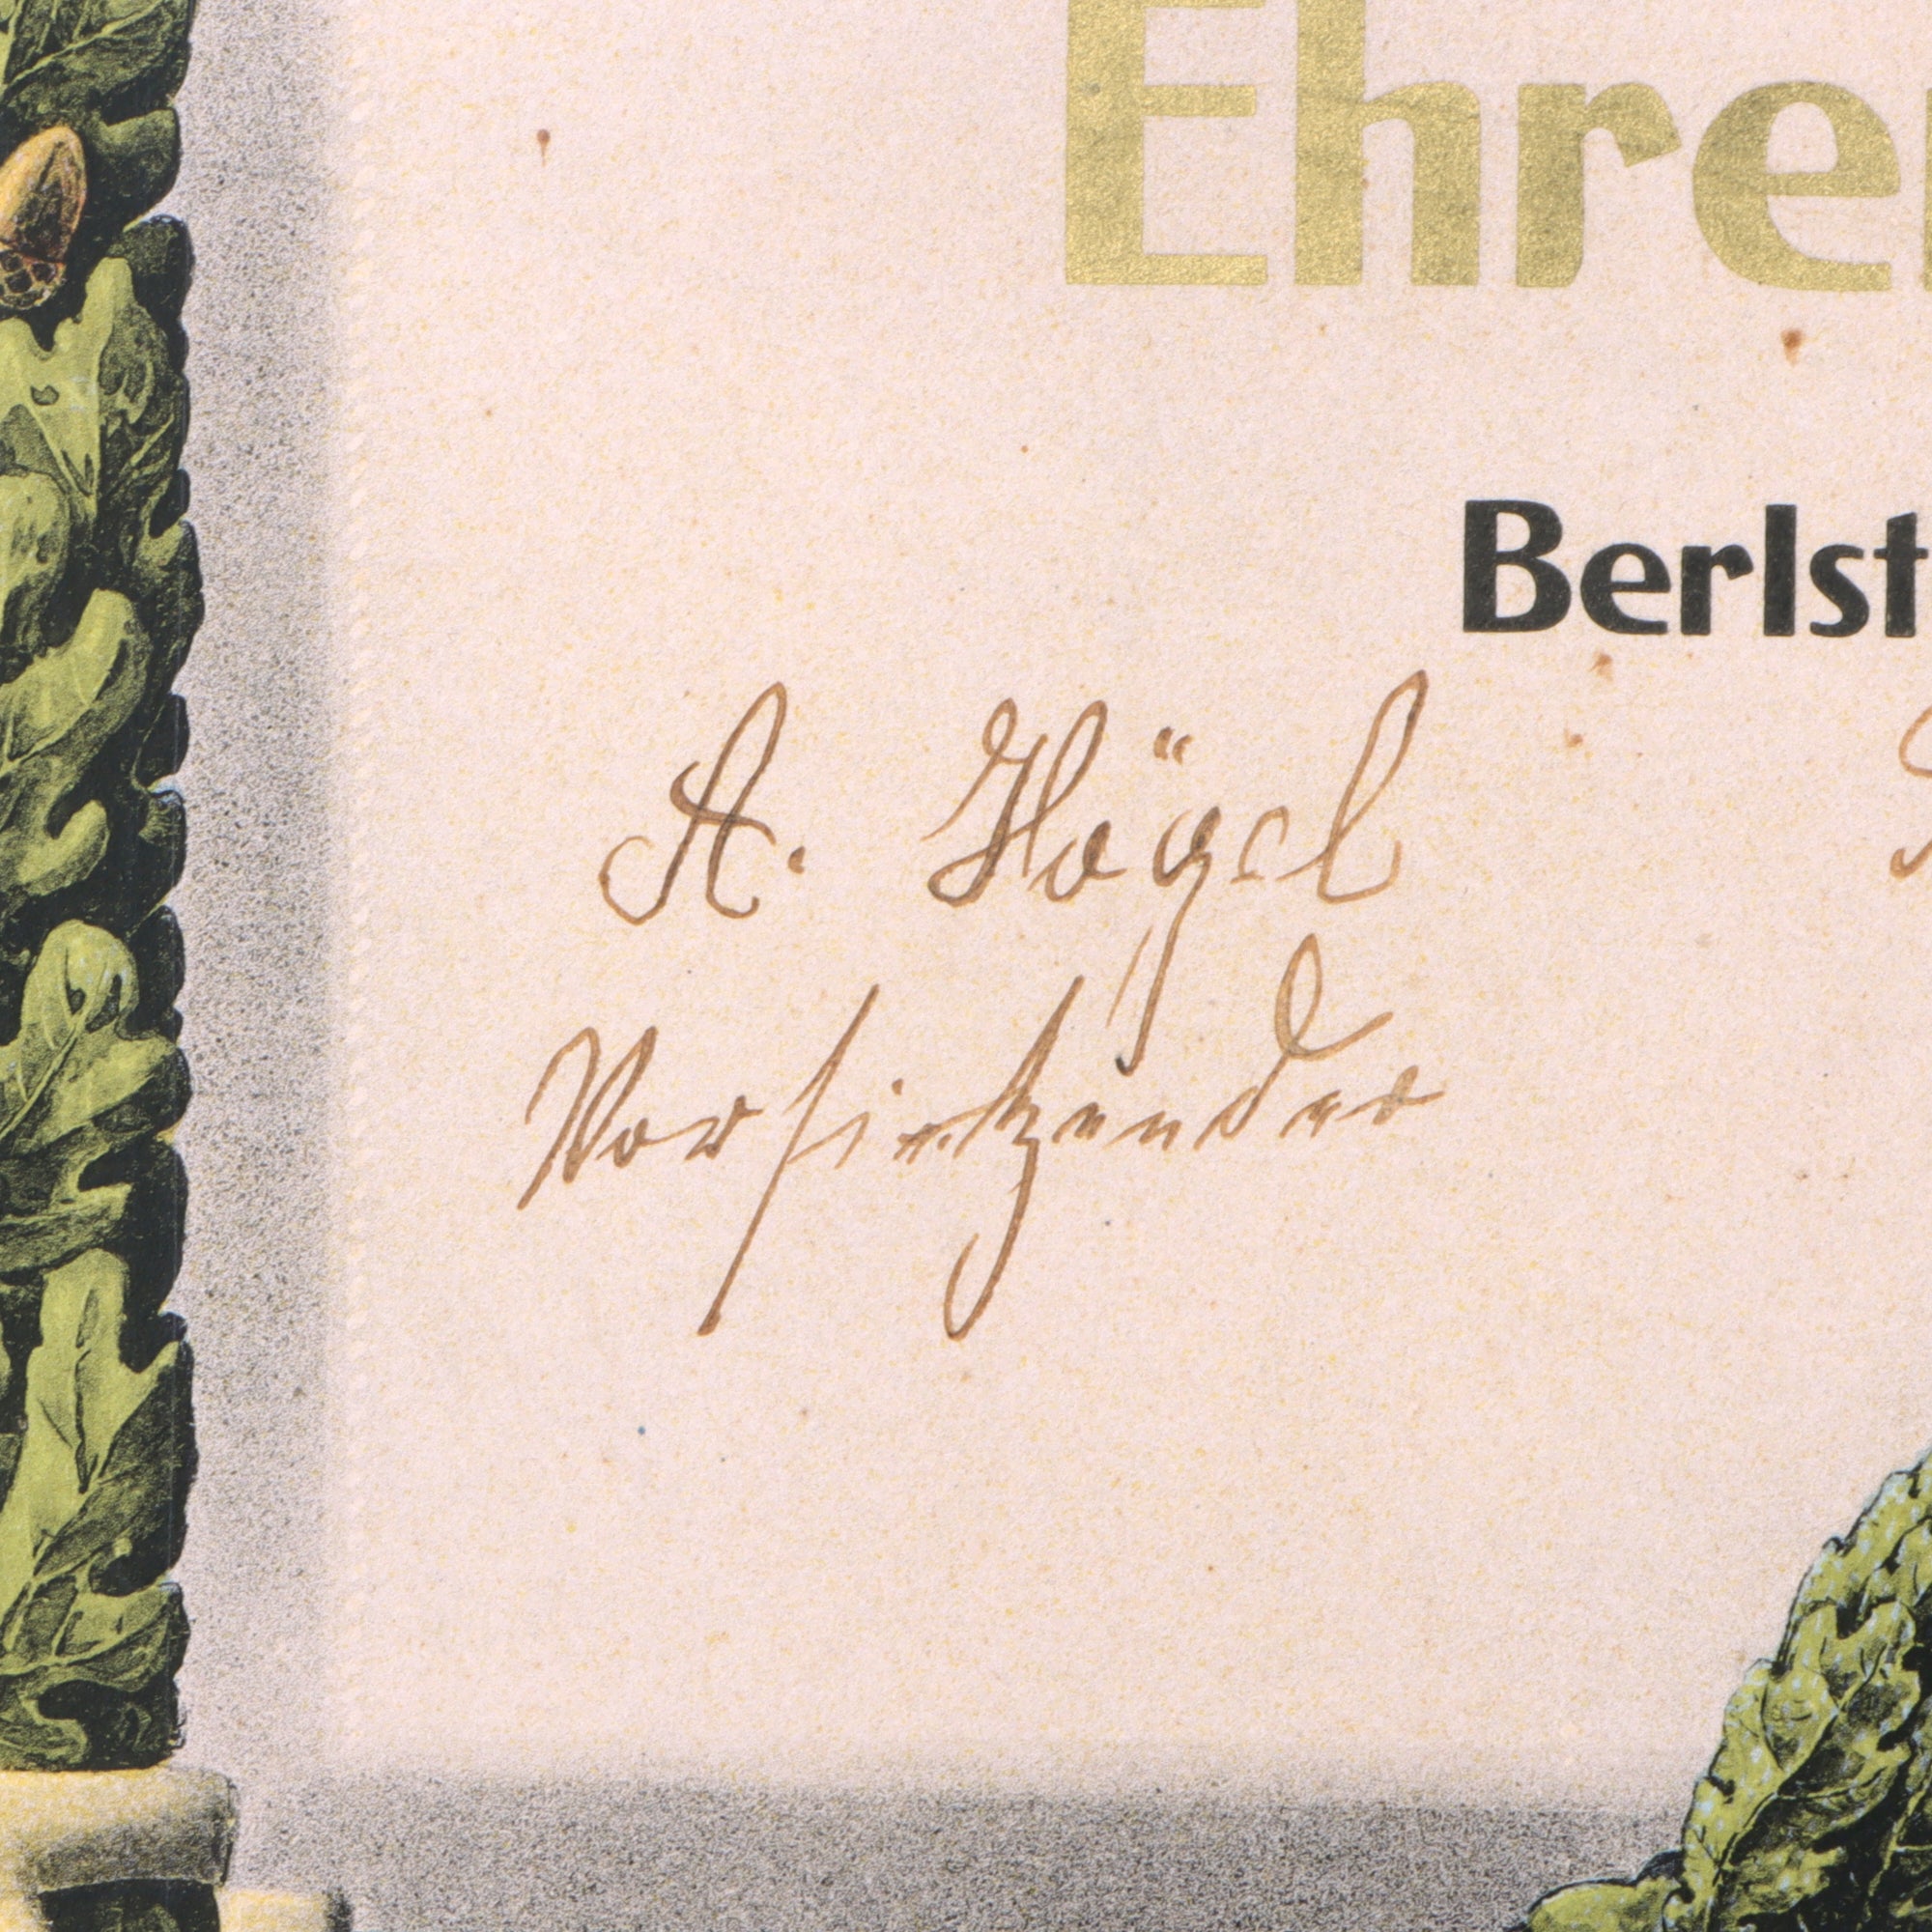 Ehre
Berlst
A. Högel
Vorsitzender